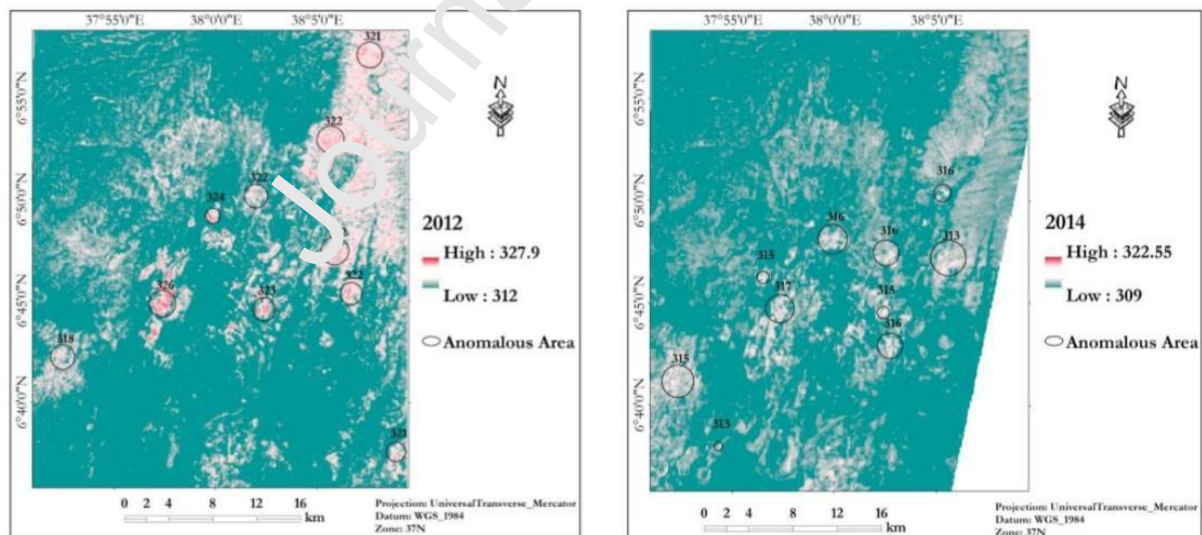 37°55'0"E 38°0'0"E 38°5'0"E
6°55'0"N
6°50'0"N
6°45'0"N
6°40'0"N
321
322
322
324
322
326
323
318
321
N
2012
High : 327.9
Low : 312
Anomalous Area
0 2 4 8 12 16
km
Projection: UniversalTransverse_Mercator
Datum: WGS_1984
Zone: 37N
Journ
37°55'0"E 38°0'0"E 38°5'0"E
6°55'0"N
6°50'0"N
6°45'0"N
6°40'0"N
316
316
316
313
315
317
315
316
315
313
N
2014
High : 322.55
Low : 309
Anomalous Area
0 2 4 8 12 16
km
Projection: UniversalTransverse_Mercator
Datum: WGS_1984
Zone: 37N